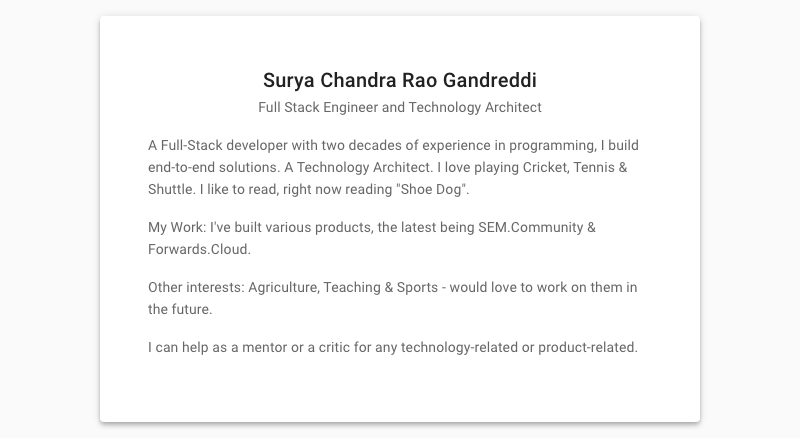 Surya Chandra Rao Gandreddi
Full Stack Engineer and Technology Architect
A Full-Stack developer with two decades of experience in programming, I build
end-to-end solutions. A Technology Architect. I love playing Cricket, Tennis &
Shuttle. I like to read, right now reading "Shoe Dog".
My Work: I've built various products, the latest being SEM.Community &
Forwards.Cloud.
Other interests: Agriculture, Teaching & Sports - would love to work on them in
the future.
I can help as a mentor or a critic for any technology-related or product-related.